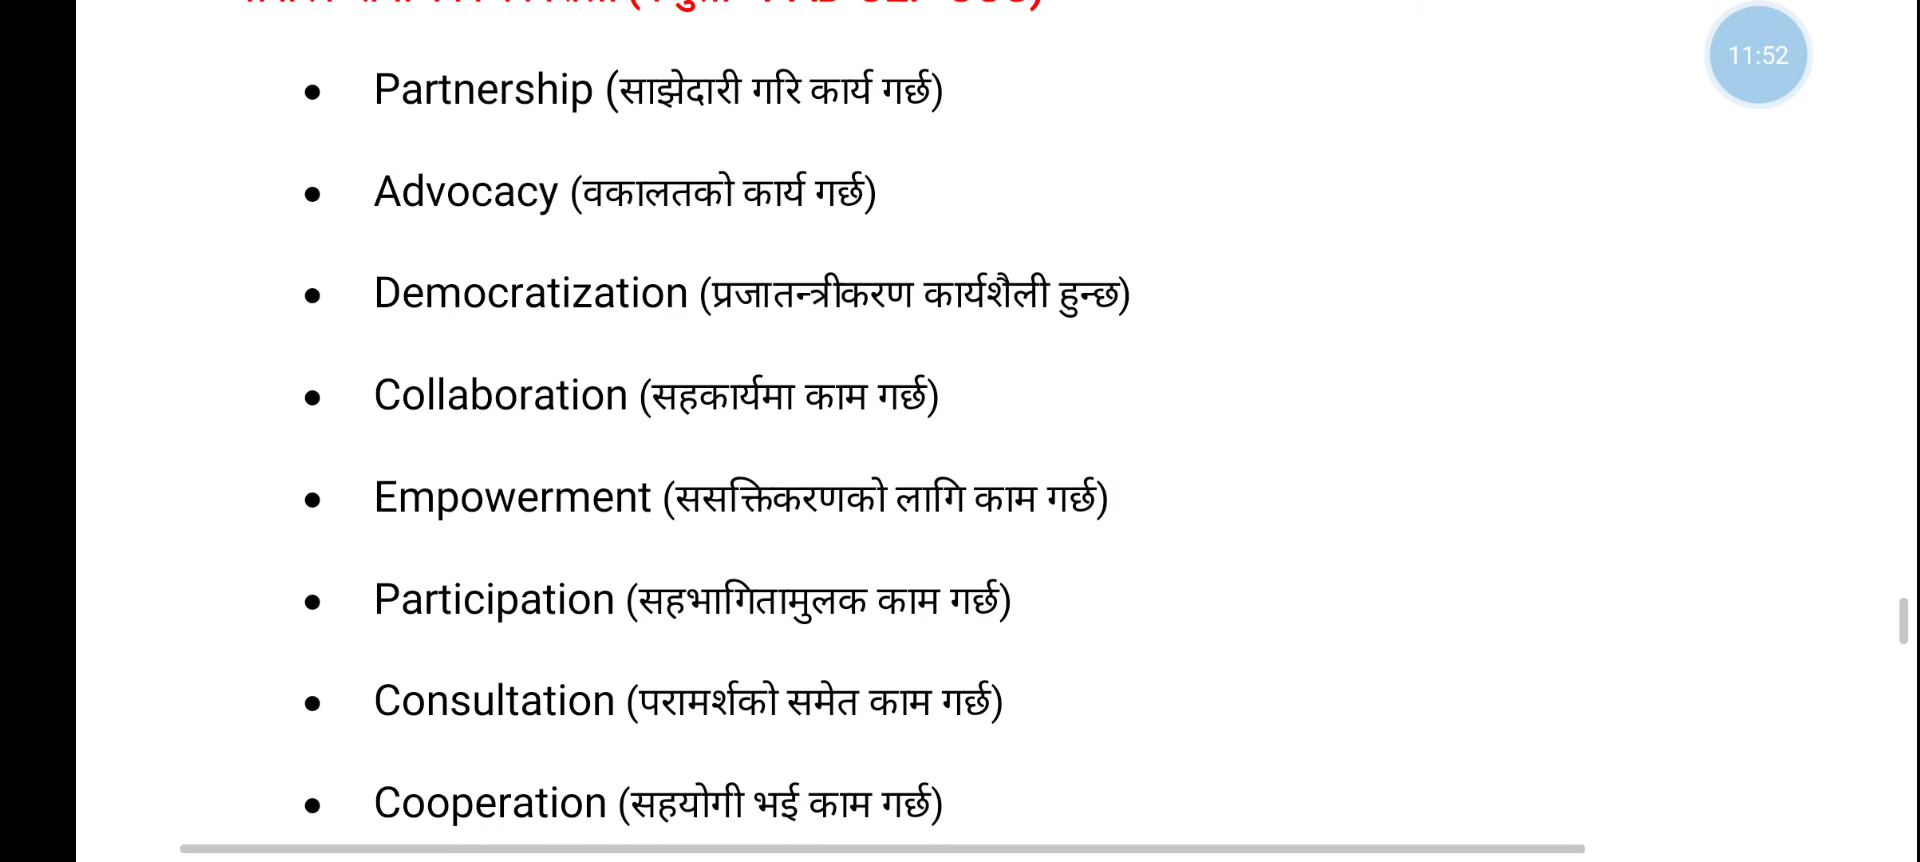 11:52
• Partnership (साझेदारी गरि कार्य गर्छ)
• Advocacy (वकालतको कार्य गर्छ)
• Democratization (प्रजातन्त्रीकरण कार्यशैली हुन्छ)
• Collaboration (सहकार्यमा काम गर्छ)
• Empowerment (ससक्तिकरणको लागि काम गर्छ)
• Participation (सहभागितामुलक काम गर्छ)
• Consultation (परामर्शको समेत काम गर्छ)
• Cooperation (सहयोगी भई काम गर्छ)